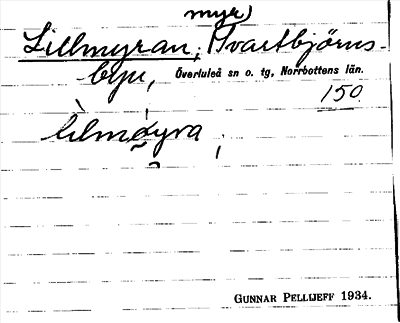 myr)
Lillmyran, Svartbjörns-
byn, Överluleå sn o. tg, Norrbottens län.
150
lìlmøyra
GUNNAR PELLIJEFF 1934.